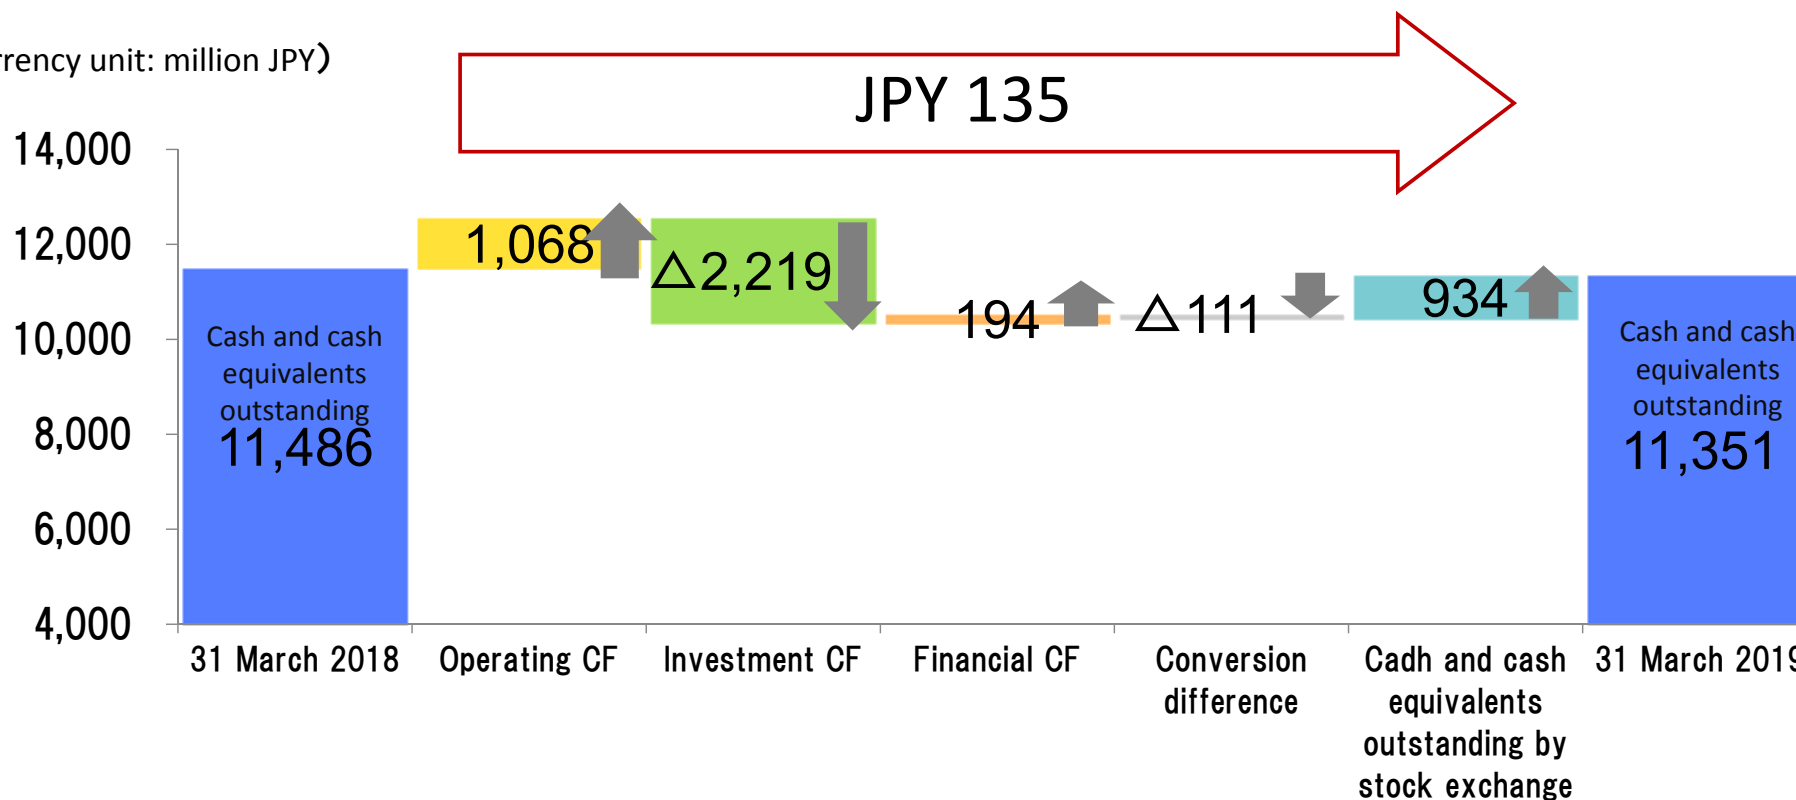 rrency unit: million JPY)
JPY 135
14,000
12,000
10,000
8,000
6,000
4,000
1,068
△2,219
194
△111
934
Cash and cash
equivalents
outstanding
11,486
Cash and cash
equivalents
outstanding
11,351
31 March 2018
Operating CF
Investment CF
Financial CF
Conversion
difference
Cadh and cash
equivalents
outstanding by
stock exchange
31 March 2019